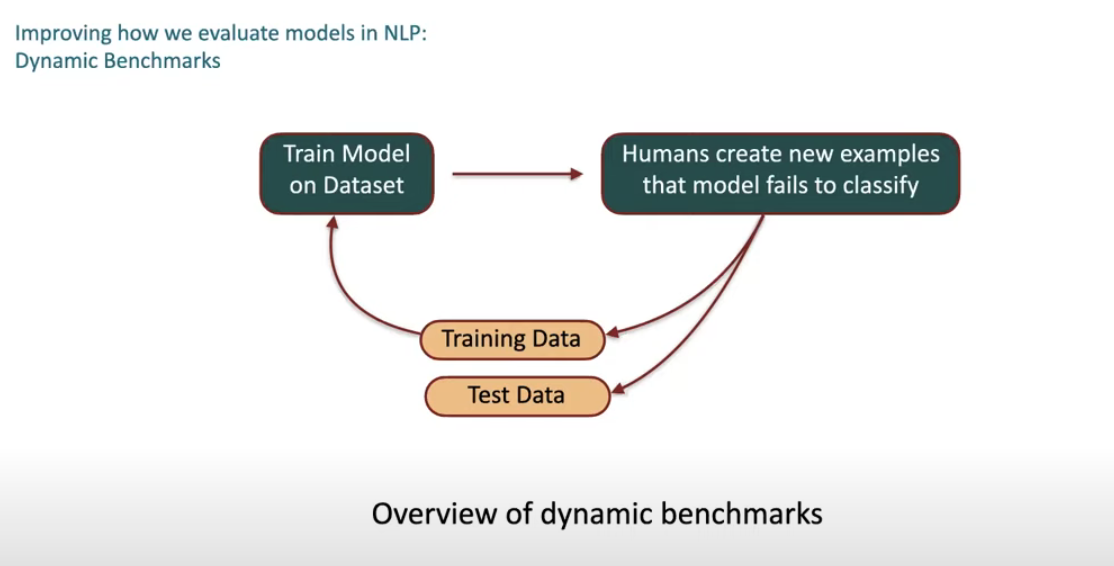 Improving how we evaluate models in NLP:
Dynamic Benchmarks
Train Model
on Dataset
Humans create new examples
that model fails to classify
Training Data
Test Data
Overview of dynamic benchmarks